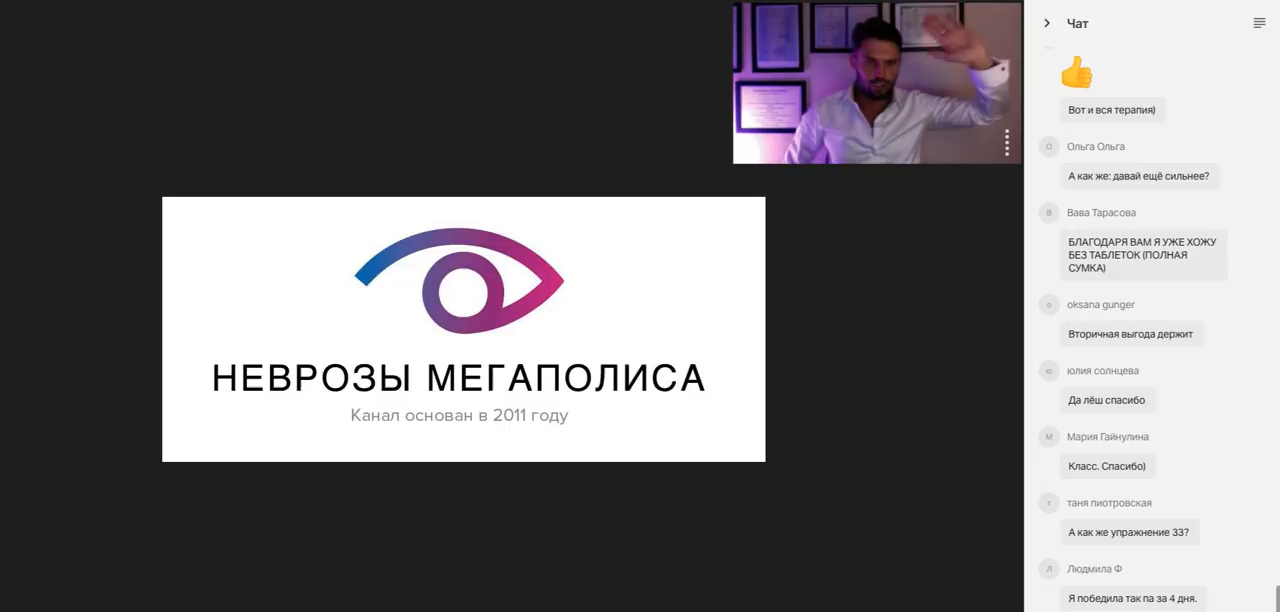 НЕВРОЗЫ МЕГАПОЛИСА
Канал основан в 2011 году
Чат
Вот и вся терапия)
О Ольга Ольга
А как же: давай ещё сильнее?
В Вава Тарасова
БЛАГОДАРЯ ВАМ Я УЖЕ ХОЖУ
БЕЗ ТАБЛЕТОК (ПОЛНАЯ
СУМКА)
o oksana gunger
Вторичная выгода держит
ю юлия солнцева
Да лёш спасибо
М Мария Гайнулина
Класс. Спасибо)
т таня пиотровская
А как же упражнение 33?
Л Людмила Ф
Я победила так па за 4 дня.